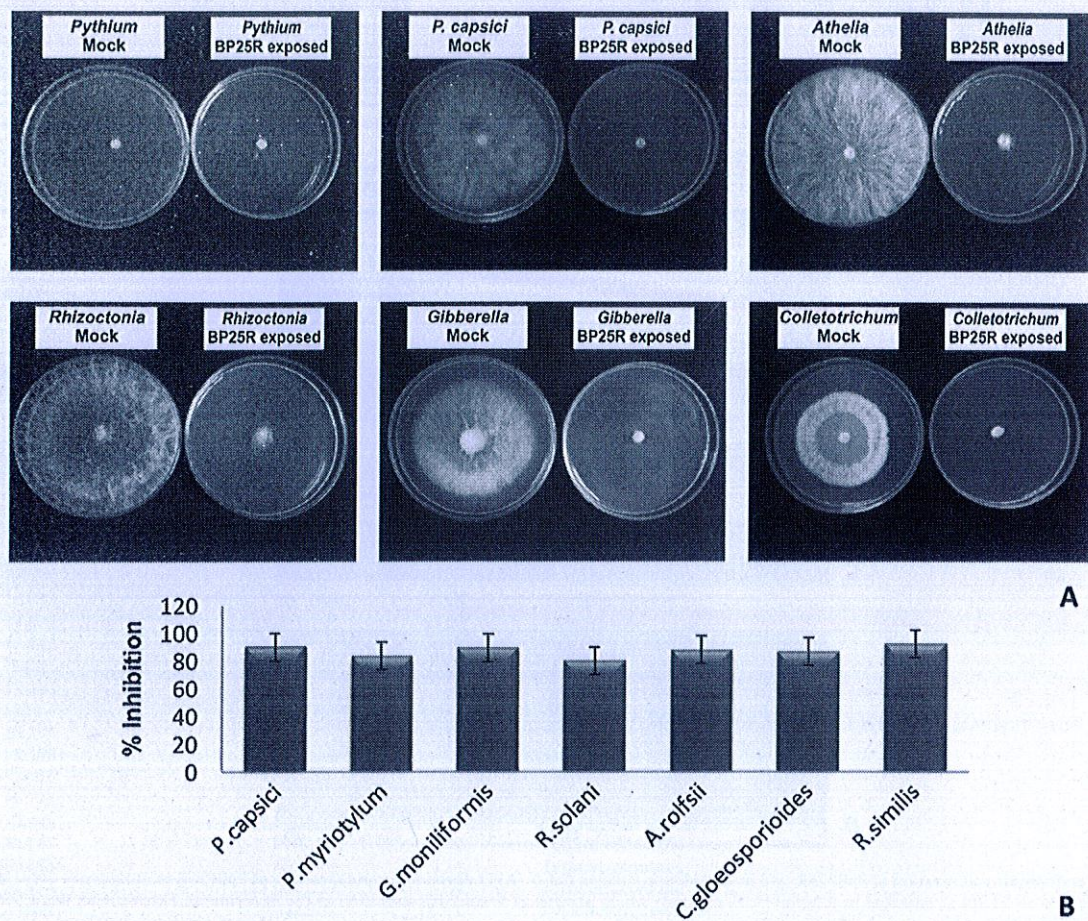 Pythium
Mock
Pythium
BP25R exposed
P. capsici
Mock
P. capsici
BP25R exposed
Athelia
Mock
Athelia
BP25R exposed
Rhizoctonia
Mock
Rhizoctonia
BP25R exposed
Gibberella
Mock
Gibberella
BP25R exposed
Colletotrichum
Mock
Colletotrichum
BP25R exposed
A
% Inhibition
120
100
80
60
40
20
0
P.capsici
P.myriotylum
G.moniliformis
R.solani
A.rolfsii
C.gloeosporioides
R.similis
B